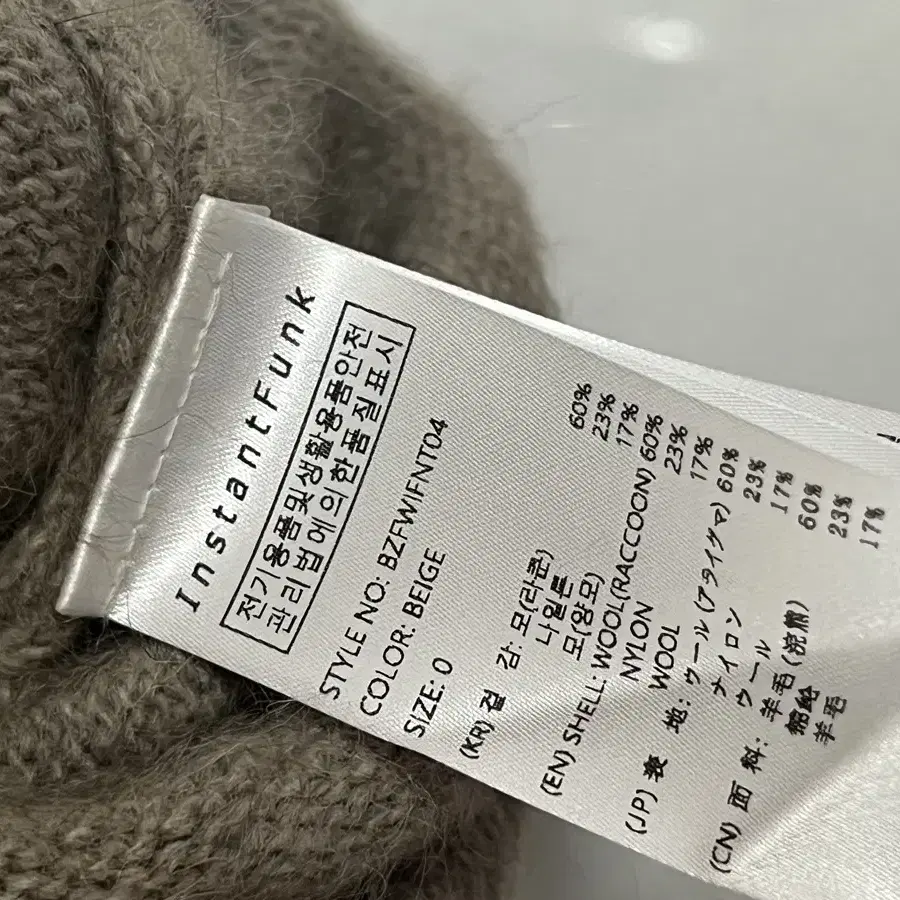 InstantFunk
전기용품및생활용품안전
관리법에의한품질표시
STYLE NO: BZFWIFNT04
COLOR: BEIGE
SIZE: 0
(KR) 겉 감: 모(라쿤) 60%
나일론 23%
모(양모) 17%
(EN) SHELL: WOOL(RACCOON) 60%
NYLON 23%
WOOL 17%
(JP) 表 地: ウール(アライグマ) 60%
ナイロン 23%
ウール 17%
(CN) 面 料: 羊毛(浣熊) 60%
锦纶 23%
羊毛 17%